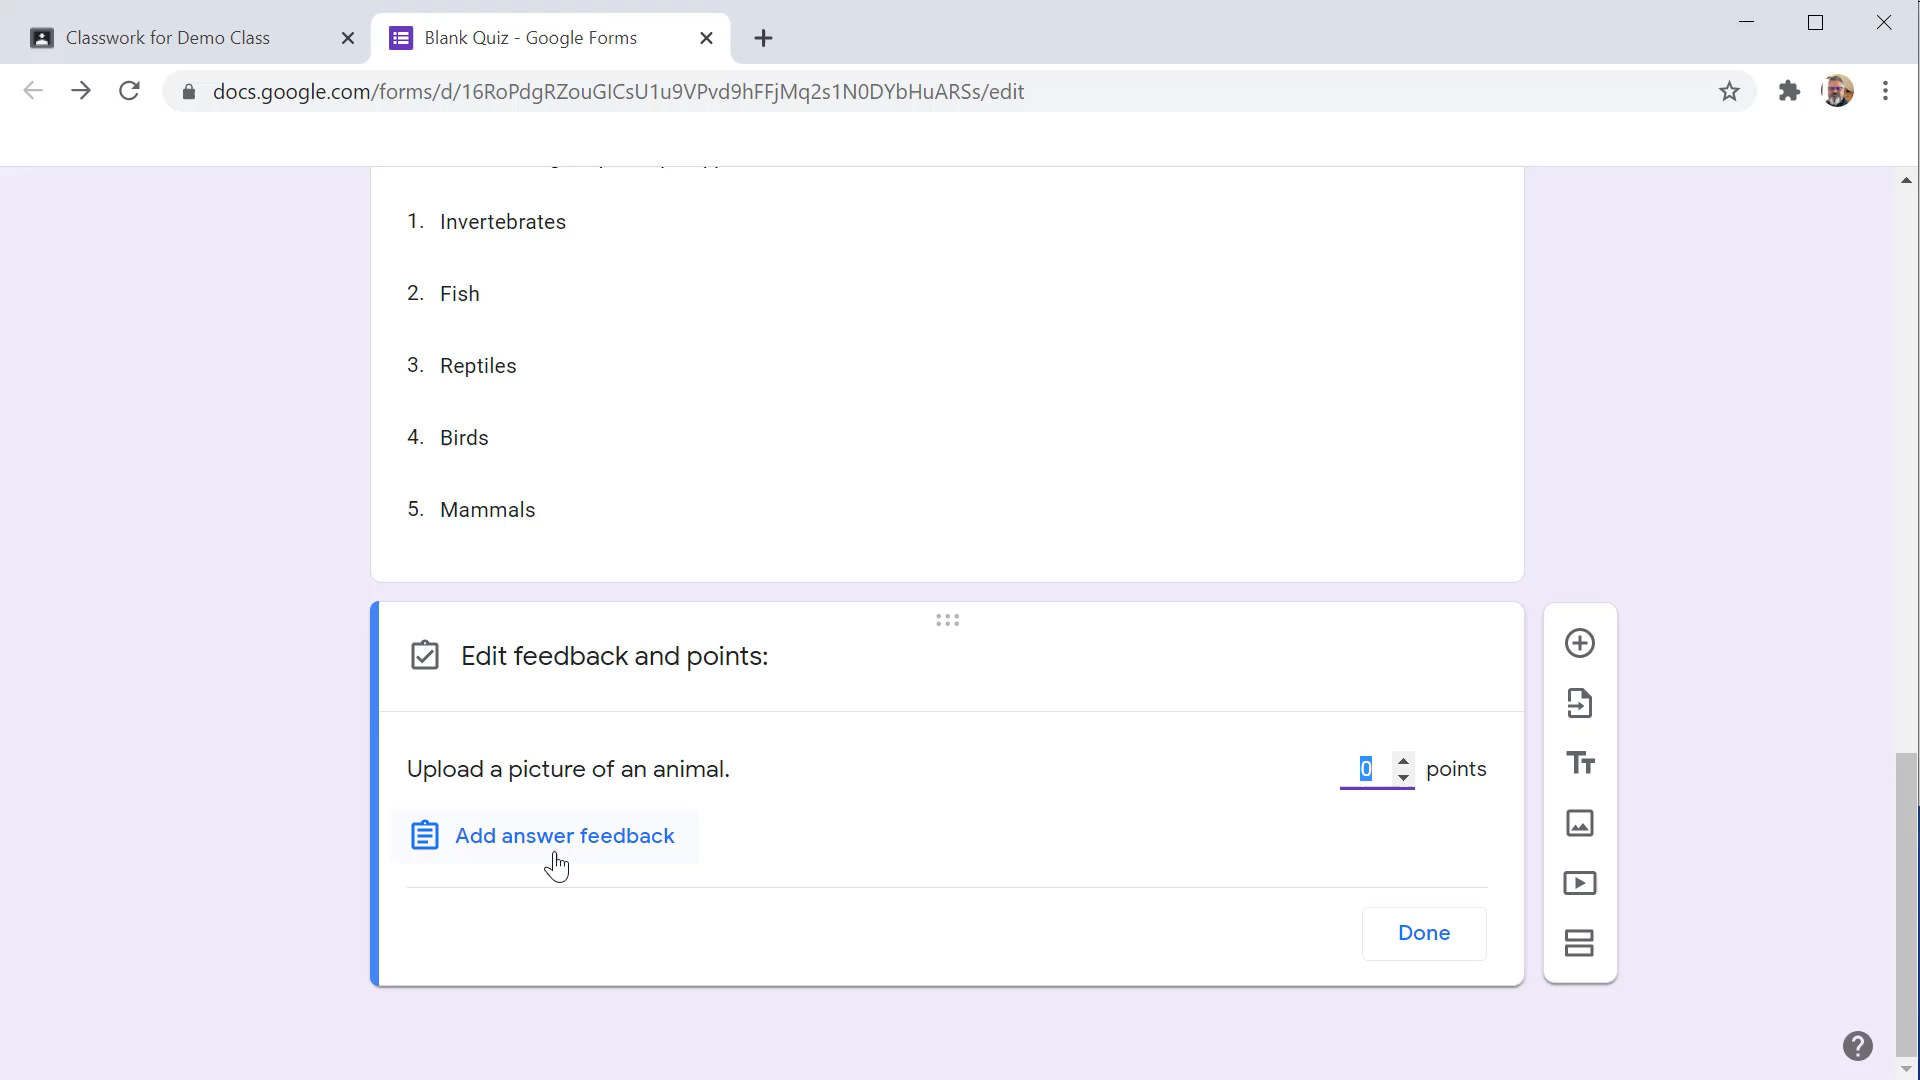 Classwork for Demo Class
Blank Quiz - Google Forms
docs.google.com/forms/d/16RoPdgRZouGICsU1u9VPvd9hFFjMq2s1N0DYbHuARSs/edit
1. Invertebrates
2. Fish
3. Reptiles
4. Birds
5. Mammals
Edit feedback and points:
Upload a picture of an animal.
0 points
Add answer feedback
Done